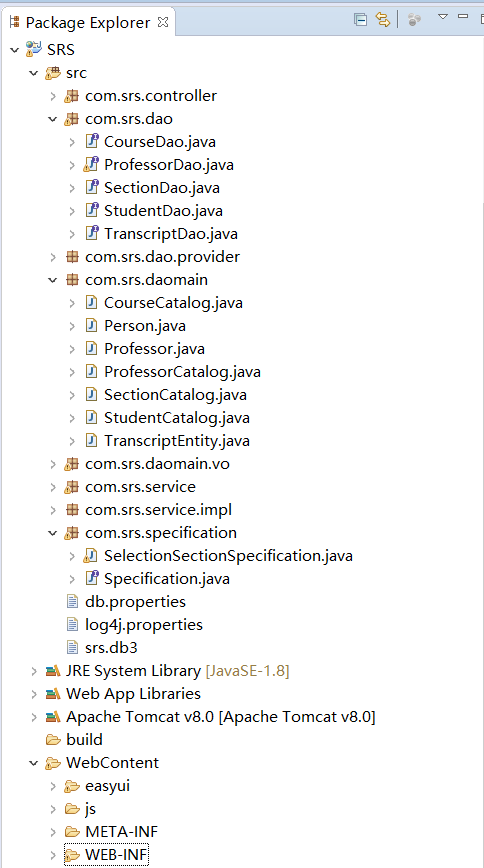 Package Explorer
SRS
src
com.srs.controller
com.srs.dao
CourseDao.java
ProfessorDao.java
SectionDao.java
StudentDao.java
TranscriptDao.java
com.srs.dao.provider
com.srs.daomain
CourseCatalog.java
Person.java
Professor.java
ProfessorCatalog.java
SectionCatalog.java
StudentCatalog.java
TranscriptEntity.java
com.srs.daomain.vo
com.srs.service
com.srs.service.impl
com.srs.specification
SelectionSectionSpecification.java
Specification.java
db.properties
log4j.properties
srs.db3
JRE System Library [JavaSE-1.8]
Web App Libraries
Apache Tomcat v8.0 [Apache Tomcat v8.0]
build
WebContent
easyui
js
META-INF
WEB-INF